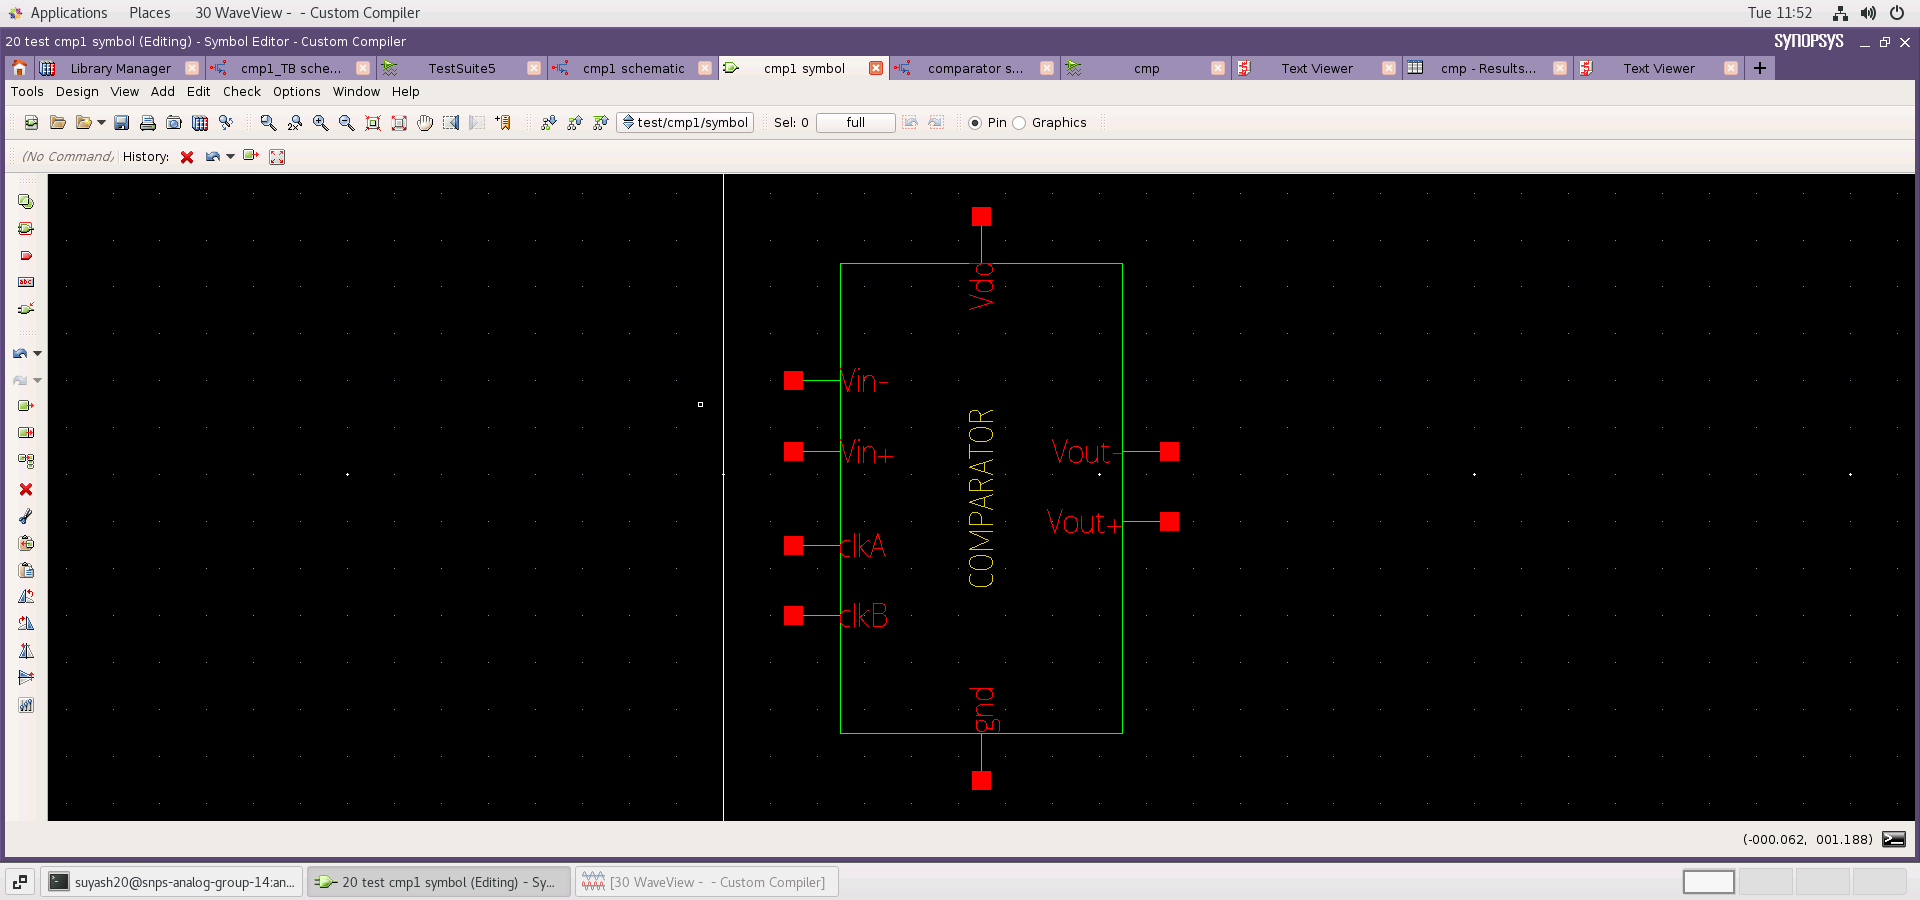 Applications Places 30 WaveView - - Custom Compiler Tue 11:52
20 test cmp1 symbol (Editing) - Symbol Editor - Custom Compiler SYNOPSYS
Library Manager cmp1_TB sche... TestSuite5 cmp1 schematic cmp1 symbol comparator s... cmp Text Viewer cmp - Results... Text Viewer
Tools Design View Add Edit Check Options Window Help
2X test/cmp1/symbol Sel: 0 full Pin Graphics
(No Command) History:
abc
Vdd
Vin-
Vin+ Vout-
COMPARATOR
Vout+
clkA
clkB
gnd
(-000.062, 001.188)
suyash20@snps-analog-group-14:an... 20 test cmp1 symbol (Editing) - Sy... [30 WaveView - - Custom Compiler]